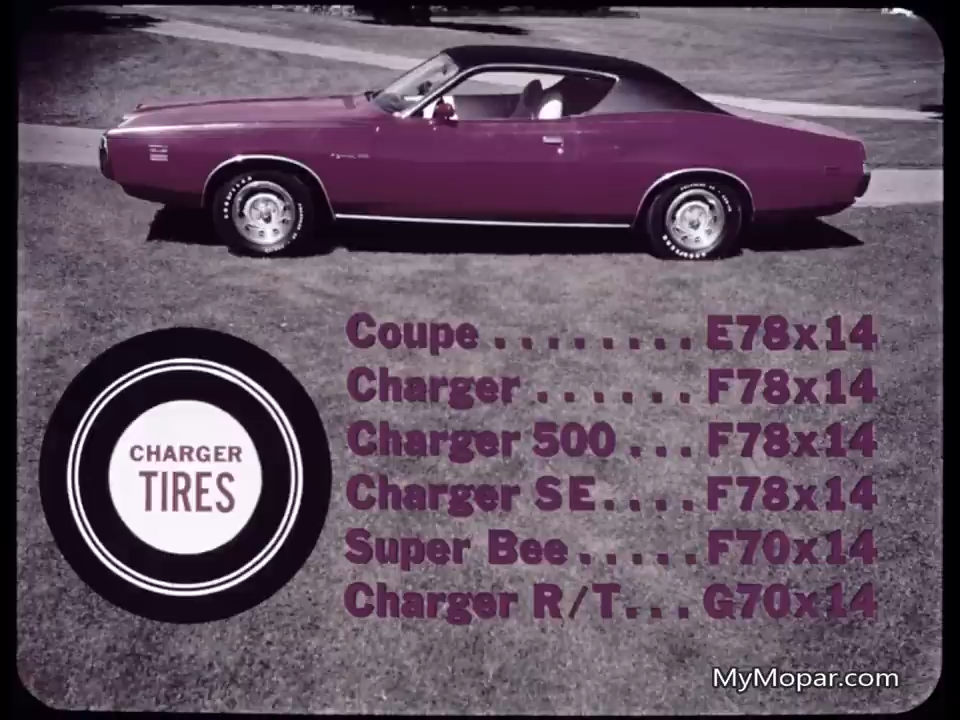 Coupe ........ E78x14
Charger ...... F78x14
Charger 500 ... F78x14
Charger SE.... F78x14
Super Bee ..... F70x14
Charger R/T... G70x14
CHARGER
TIRES
MyMopar.com